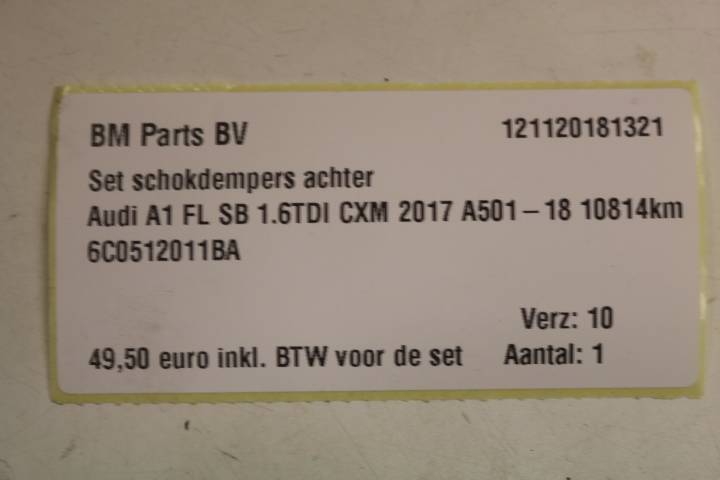 BM Parts BV 121120181321
Set schokdempers achter
Audi A1 FL SB 1.6TDI CXM 2017 A501-18 10814km
6C0512011BA
Verz: 10
49,50 euro inkl. BTW voor de set Aantal: 1